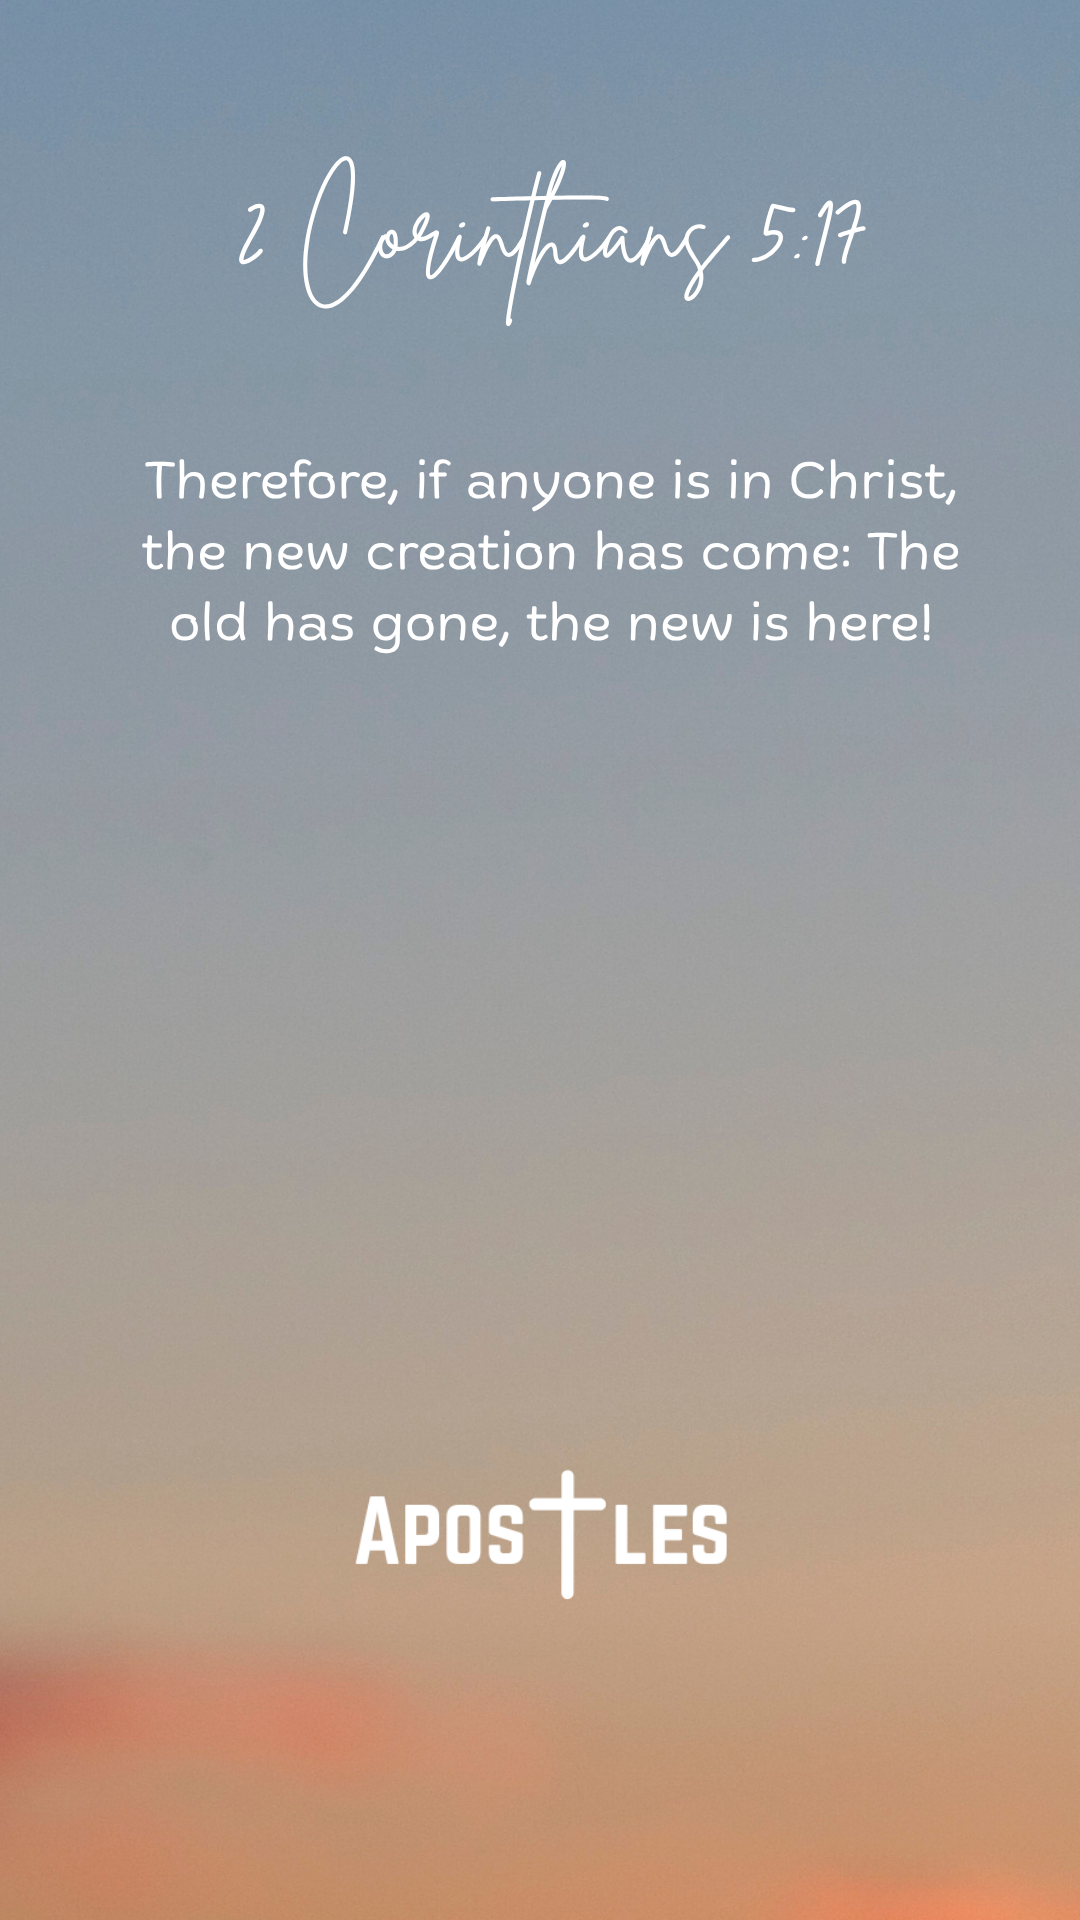 2 Corinthians 5:17
Therefore, if anyone is in Christ,
the new creation has come: The
old has gone, the new is here!
APOSTLES